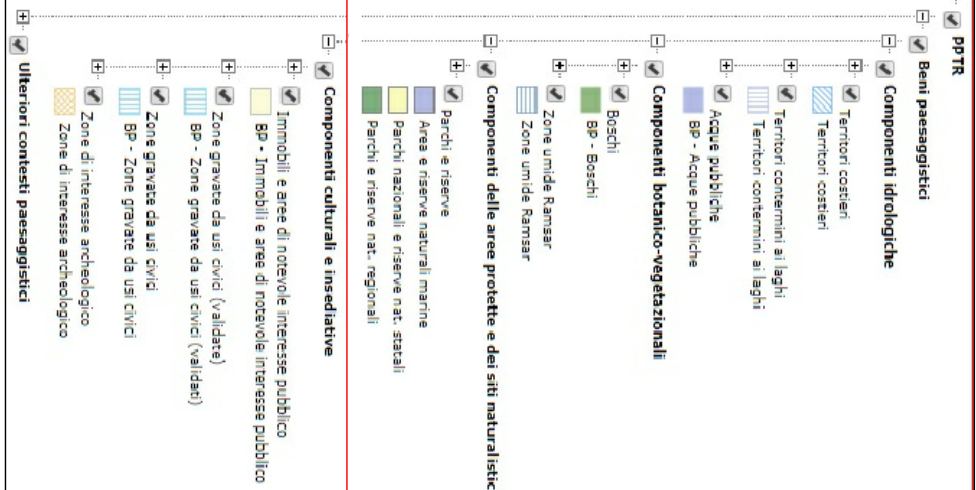 PPTR
Beni paesaggistici
Componenti idrologiche
Territori costieri
Territori costieri
Territori contermini ai laghi
Territori contermini ai laghi
Acque pubbliche
BP - Acque pubbliche
Componenti botanico-vegetazionali
Boschi
BP - Boschi
Zone umide Ramsar
Zone umide Ramsar
Componenti delle aree protette e dei siti naturalistic
Parchi e riserve
Area e riserve naturali marine
Parchi nazionali e riserve nat. statali
Parchi e riserve nat. regionali
Componenti culturali e insediative
Immobili e aree di notevole interesse pubblico
BP - Immobili e aree di notevole interesse pubblico
Zone gravate da usi civici (validate)
BP - Zone gravate da usi civici (validati)
Zone gravate da usi civici
BP - Zone gravate da usi civici
Zone di interesse archeologico
Zone di interesse archeologico
Ulteriori contesti paesaggistici